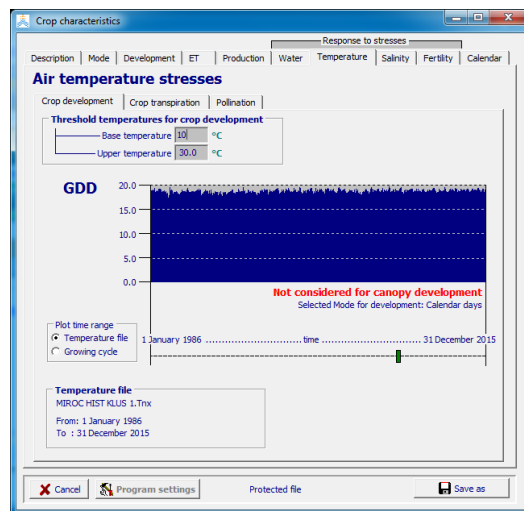 Crop characteristics
Response to stresses
Description Mode Development ET Production Water Temperature Salinity Fertility Calendar
Air temperature stresses
Crop development Crop transpiration Pollination
Threshold temperatures for crop development
Base temperature 10 °C
Upper temperature 30.0 °C
GDD
20.0
15.0
10.0
5.0
0.0
Not considered for canopy development
Selected Mode for development: Calendar days
Plot time range
Temperature file
Growing cycle
1 January 1986 ........................ time ........................ 31 December 2015
Temperature file
MIROC HIST KLUS 1.Tnx
From: 1 January 1986
To : 31 December 2015
Cancel Program settings Protected file Save as